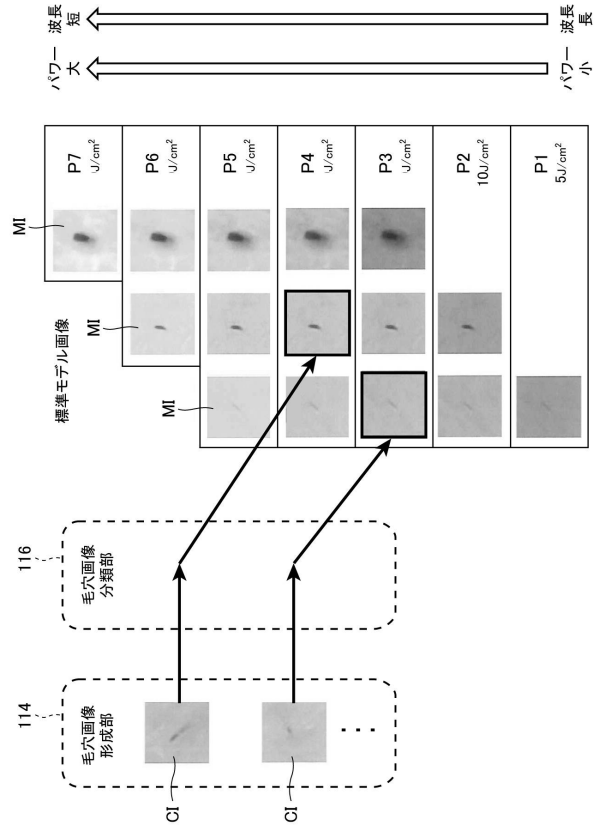 114
毛穴画像
形成部
CI
CI
116
毛穴画像
分類部
標準モデル画像
MI
MI
MI
P7
J/cm²
P6
J/cm²
P5
J/cm²
P4
J/cm²
P3
J/cm²
P2
10J/cm²
P1
5J/cm²
パワー
大
パワー
小
波長
短
波長
長